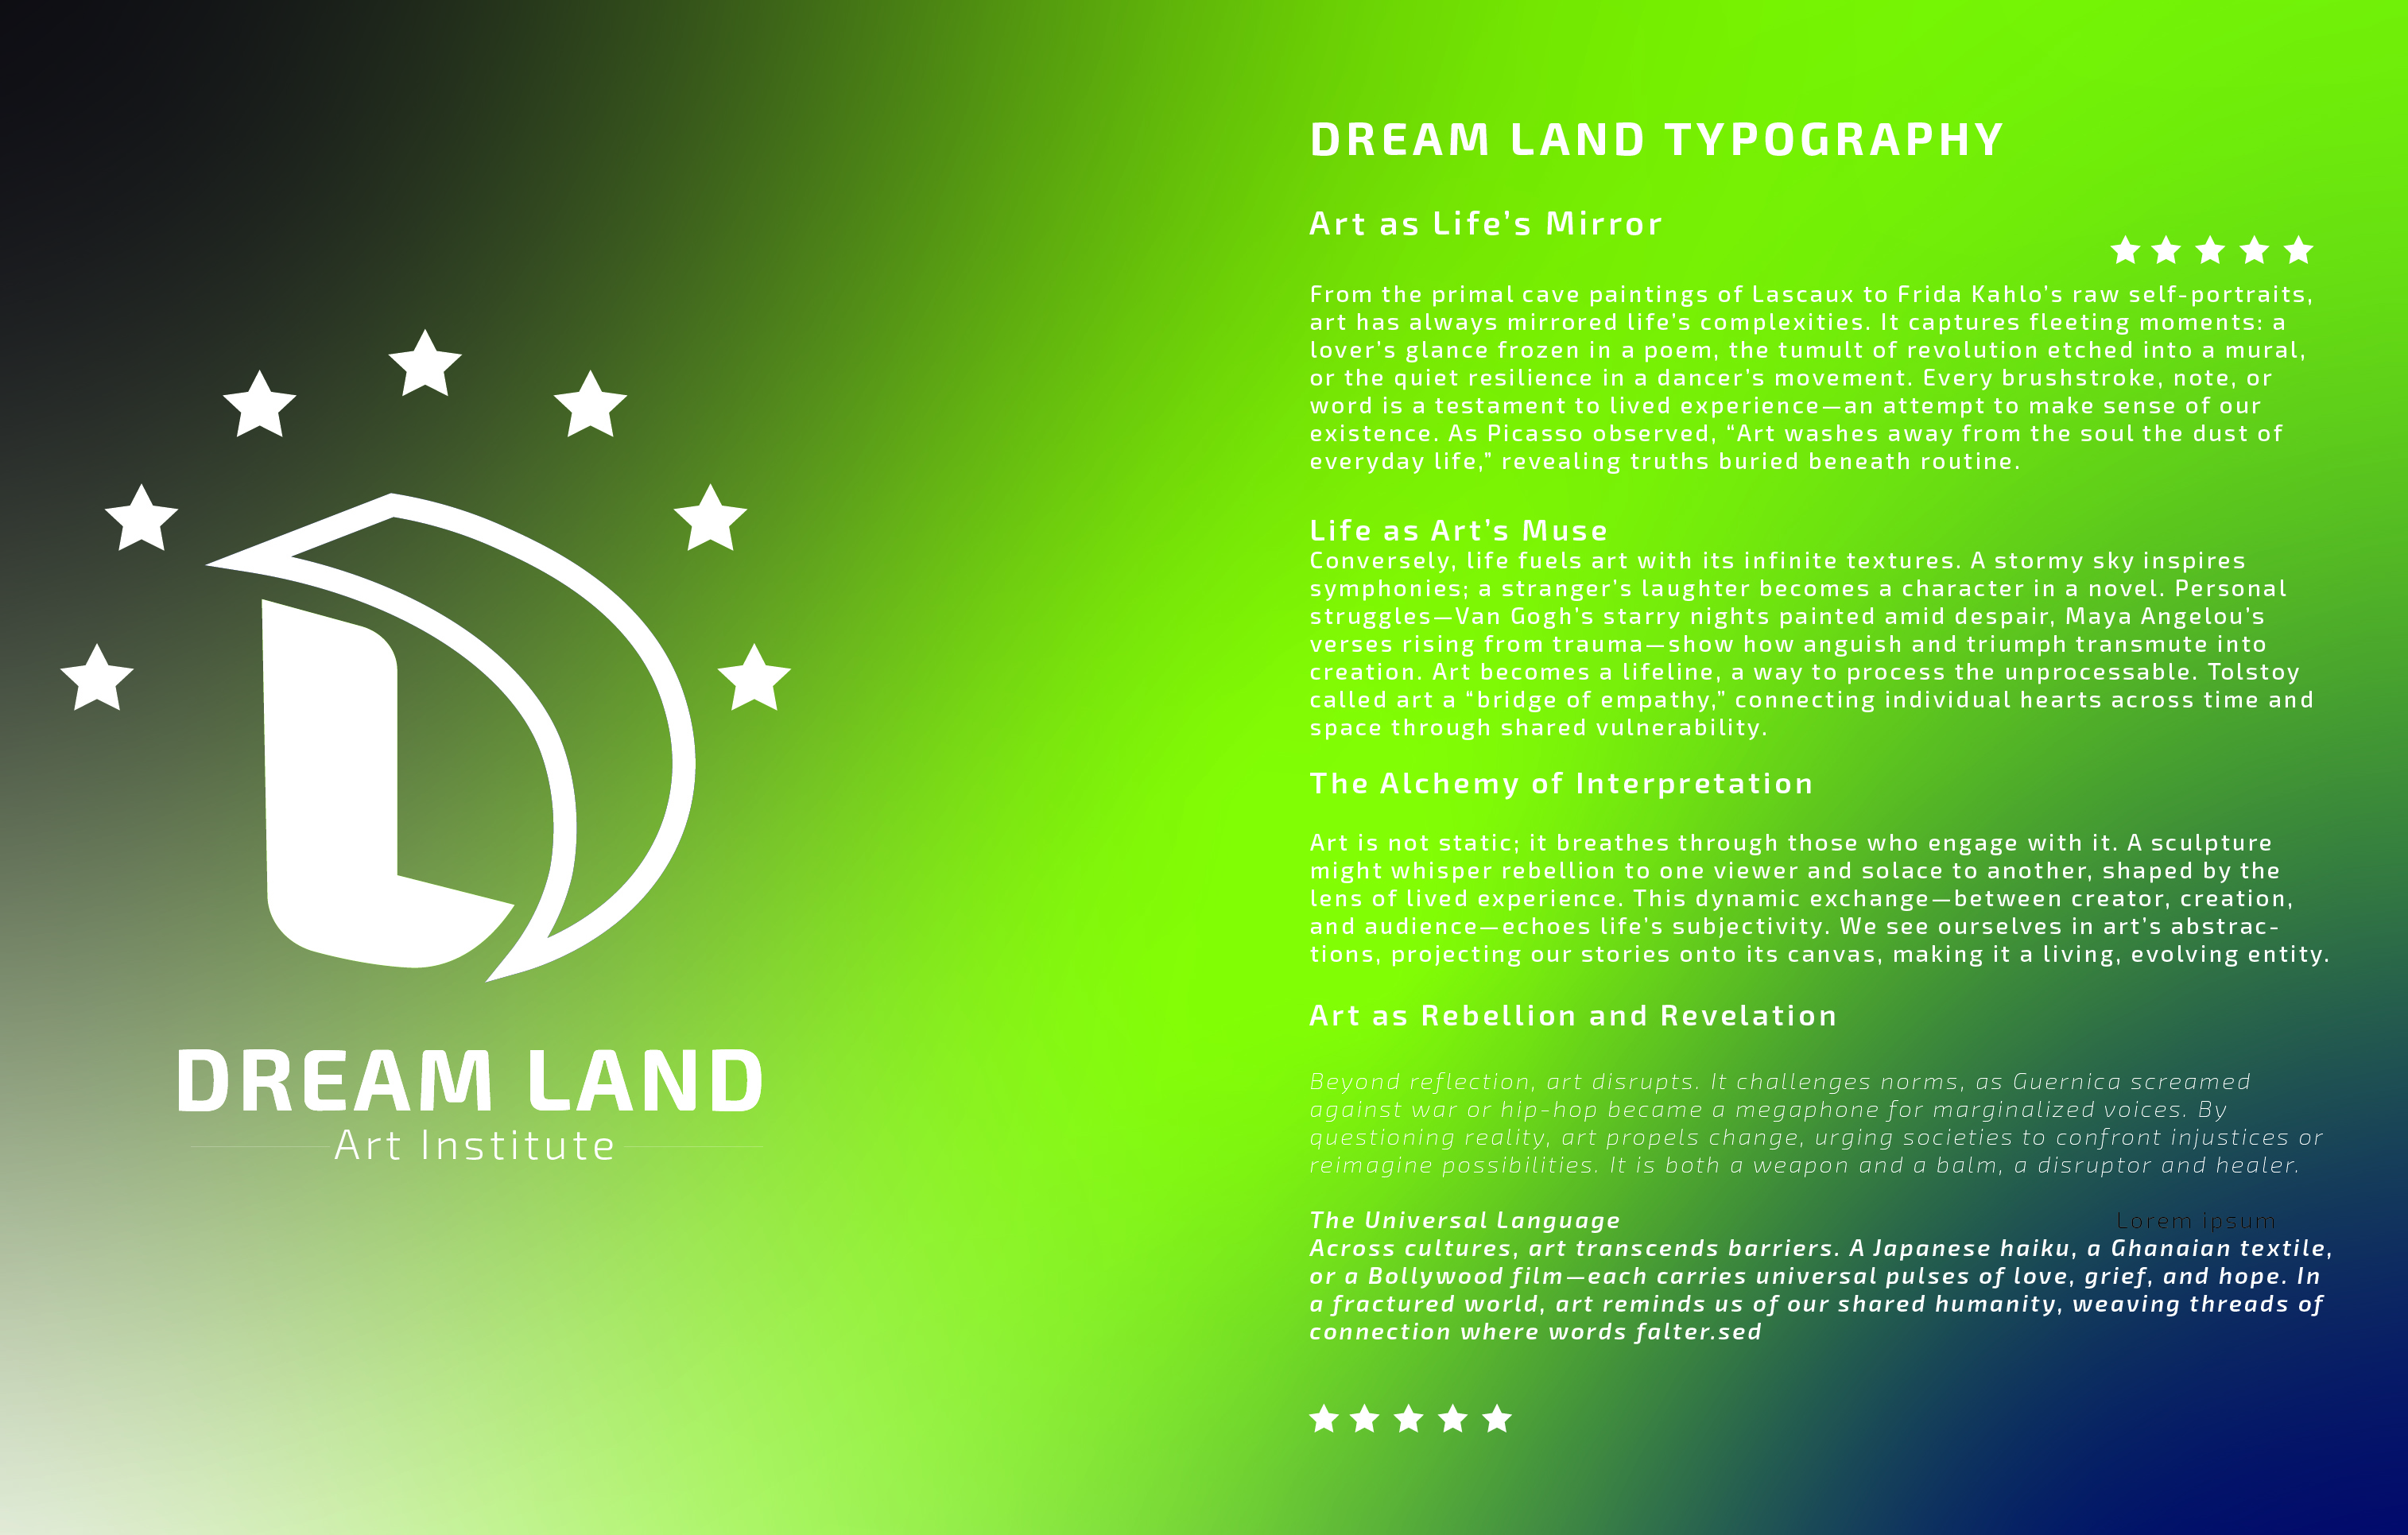 DREAM LAND
Art Institute
DREAM LAND TYPOGRAPHY
Art as Life’s Mirror
From the primal cave paintings of Lascaux to Frida Kahlo’s raw self-portraits,
art has always mirrored life’s complexities. It captures fleeting moments: a
lover’s glance frozen in a poem, the tumult of revolution etched into a mural,
or the quiet resilience in a dancer’s movement. Every brushstroke, note, or
word is a testament to lived experience—an attempt to make sense of our
existence. As Picasso observed, “Art washes away from the soul the dust of
everyday life,” revealing truths buried beneath routine.
Life as Art’s Muse
Conversely, life fuels art with its infinite textures. A stormy sky inspires
symphonies; a stranger’s laughter becomes a character in a novel. Personal
struggles—Van Gogh’s starry nights painted amid despair, Maya Angelou’s
verses rising from trauma—show how anguish and triumph transmute into
creation. Art becomes a lifeline, a way to process the unprocessable. Tolstoy
called art a “bridge of empathy,” connecting individual hearts across time and
space through shared vulnerability.
The Alchemy of Interpretation
Art is not static; it breathes through those who engage with it. A sculpture
might whisper rebellion to one viewer and solace to another, shaped by the
lens of lived experience. This dynamic exchange—between creator, creation,
and audience—echoes life’s subjectivity. We see ourselves in art’s abstrac-
tions, projecting our stories onto its canvas, making it a living, evolving entity.
Art as Rebellion and Revelation
Beyond reflection, art disrupts. It challenges norms, as Guernica screamed
against war or hip-hop became a megaphone for marginalized voices. By
questioning reality, art propels change, urging societies to confront injustices or
reimagine possibilities. It is both a weapon and a balm, a disruptor and healer.
The Universal Language
Lorem ipsum
Across cultures, art transcends barriers. A Japanese haiku, a Ghanaian textile,
or a Bollywood film—each carries universal pulses of love, grief, and hope. In
a fractured world, art reminds us of our shared humanity, weaving threads of
connection where words falter.sed